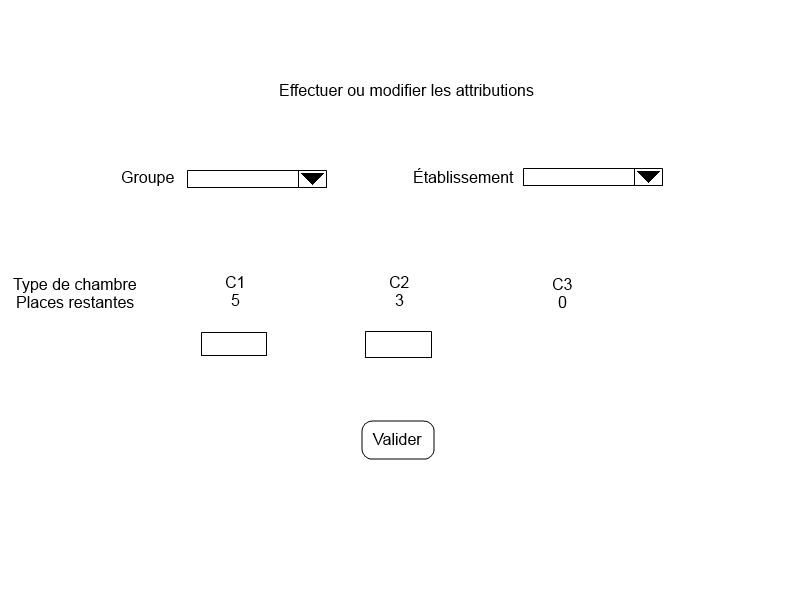 Effectuer ou modifier les attributions
Groupe Établissement
Type de chambre C1 C2 C3
Places restantes 5 3 0
Valider